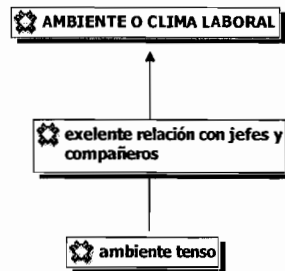 AMBIENTE O CLIMA LABORAL
exelente relación con jefes y
compañeros
ambiente tenso